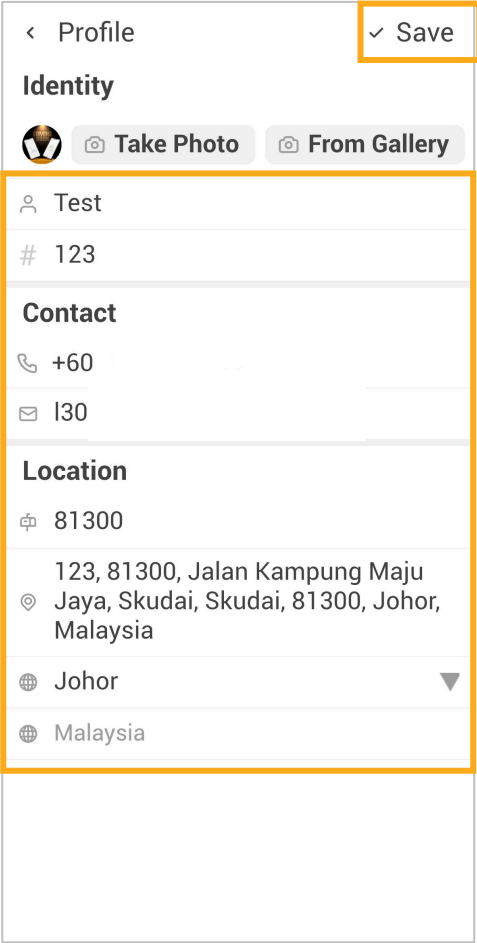 Profile
Save
Identity
Take Photo
From Gallery
Test
# 123
Contact
+60
l30
Location
81300
123, 81300, Jalan Kampung Maju
Jaya, Skudai, Skudai, 81300, Johor,
Malaysia
Johor
Malaysia